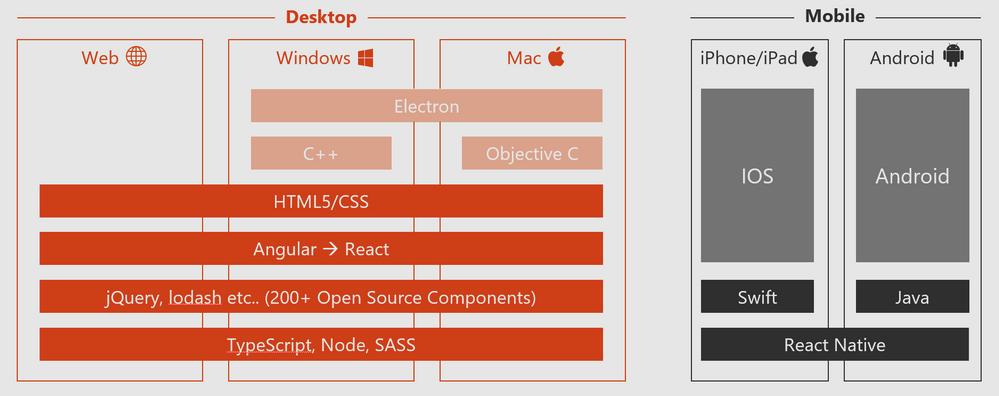 Desktop
Mobile
Web
Windows
Mac
iPhone/iPad
Android
Electron
C++
Objective C
IOS
Android
HTML5/CSS
Angular → React
jQuery, lodash etc.. (200+ Open Source Components)
Swift
Java
TypeScript, Node, SASS
React Native